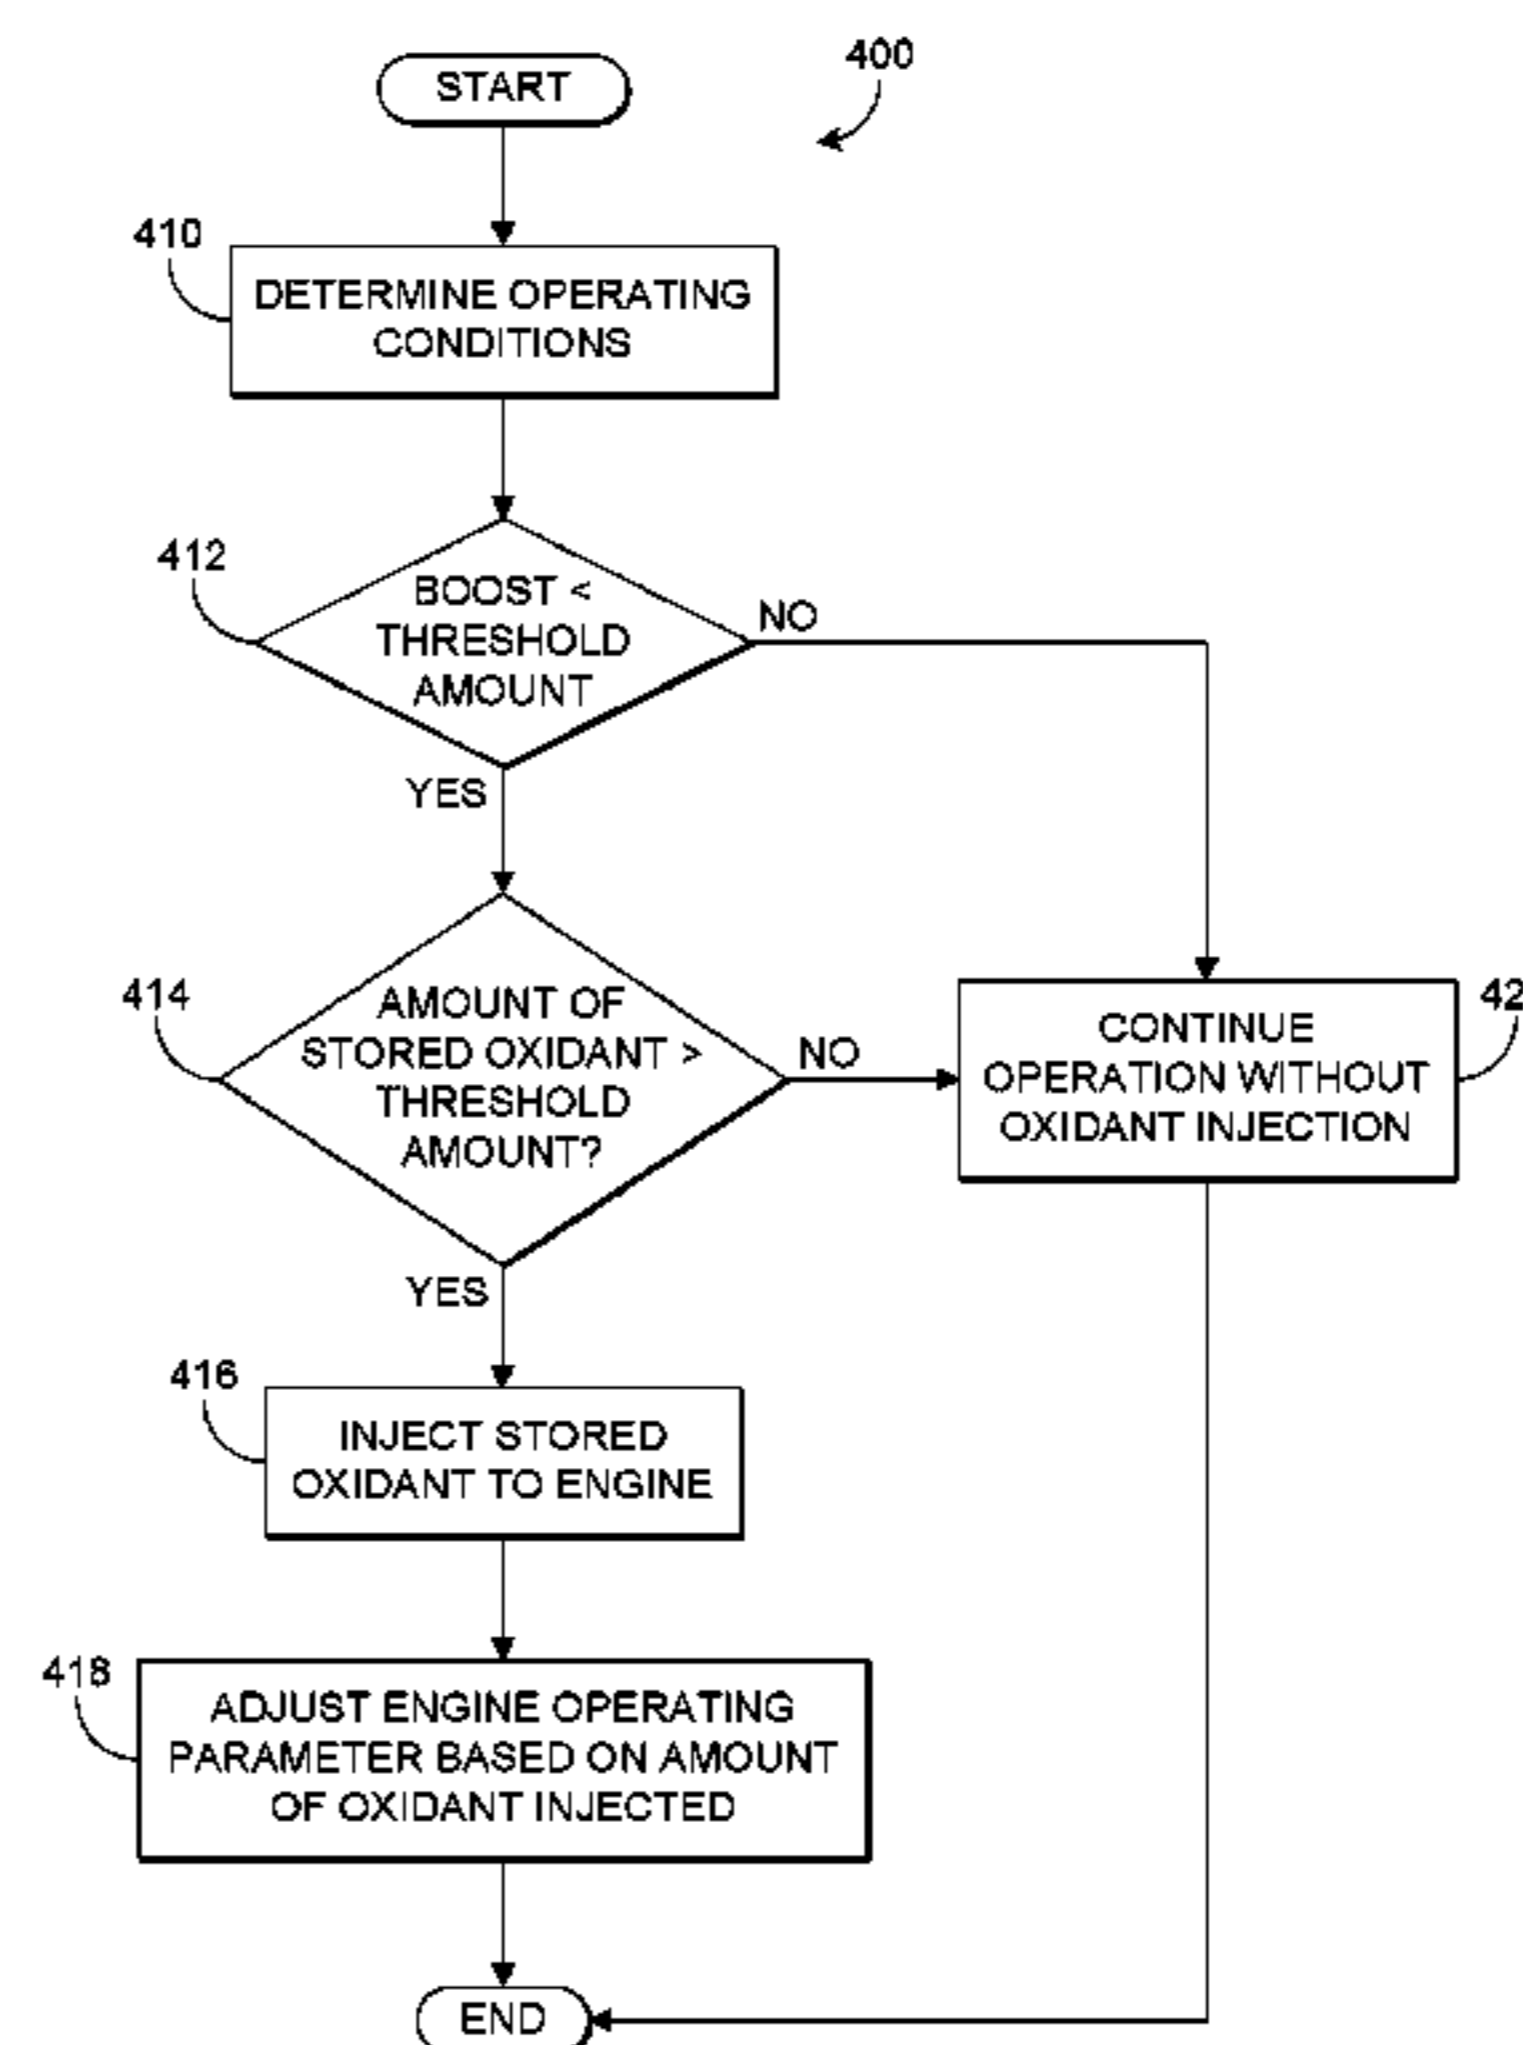 START
400
410
DETERMINE OPERATING
CONDITIONS
412
BOOST <
THRESHOLD
AMOUNT
NO
YES
414
AMOUNT OF
STORED OXIDANT >
THRESHOLD
AMOUNT?
NO
42
CONTINUE
OPERATION WITHOUT
OXIDANT INJECTION
YES
416
INJECT STORED
OXIDANT TO ENGINE
418
ADJUST ENGINE OPERATING
PARAMETER BASED ON AMOUNT
OF OXIDANT INJECTED
END